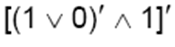 [(1 ∨ 0)′ ∧ 1]′